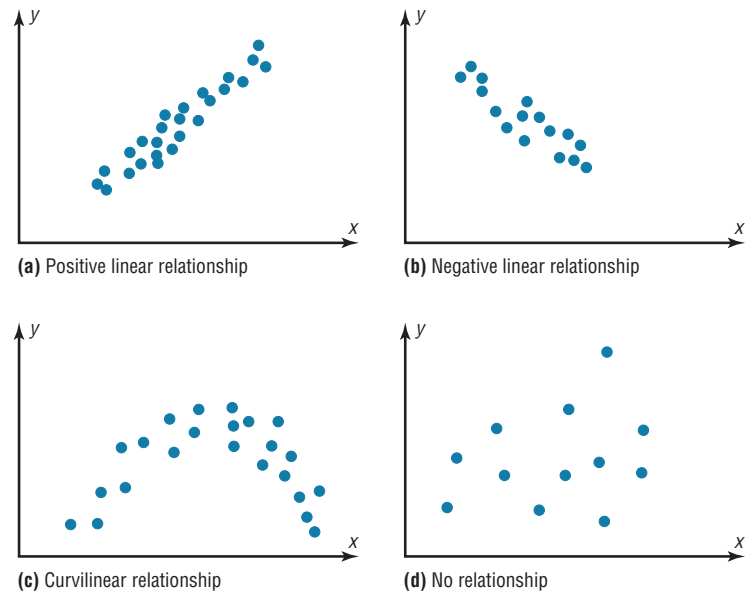 y
y
x
x
(a) Positive linear relationship
(b) Negative linear relationship
y
y
x
x
(c) Curvilinear relationship
(d) No relationship